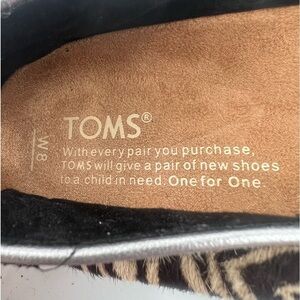 TOMS®
With every pair you purchase,
TOMS will give a pair of new shoes
to a child in need. One for One.
W 8